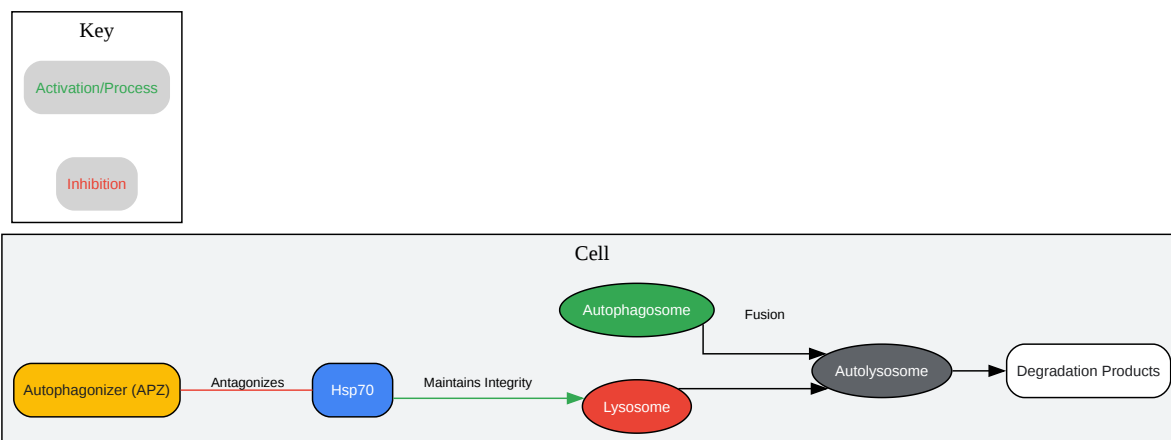 Key
Activation/Process
Inhibition
Cell
Autophagosome
Fusion
Autophagonizer (APZ)
Antagonizes
Hsp70
Maintains Integrity
Lysosome
Autolysosome
Degradation Products